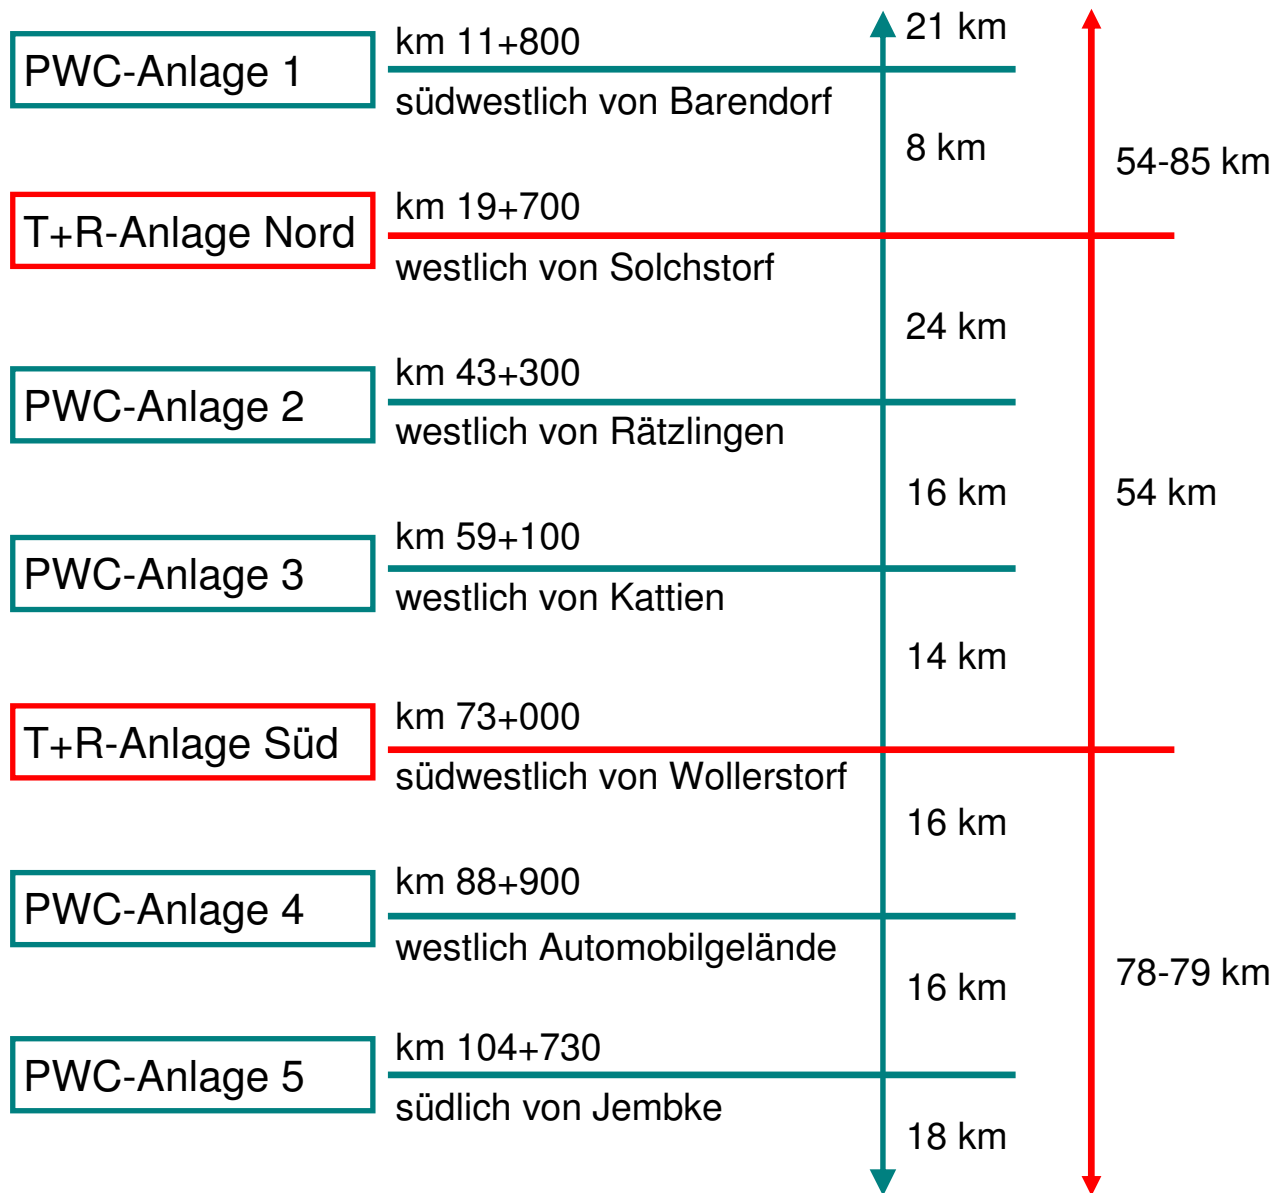 21 km
PWC-Anlage 1
km 11+800
südwestlich von Barendorf
8 km
54-85 km
T+R-Anlage Nord
km 19+700
westlich von Solchstorf
24 km
PWC-Anlage 2
km 43+300
westlich von Rätzlingen
16 km
54 km
PWC-Anlage 3
km 59+100
westlich von Kattien
14 km
T+R-Anlage Süd
km 73+000
südwestlich von Wollerstorf
16 km
PWC-Anlage 4
km 88+900
westlich Automobilgelände
16 km
78-79 km
PWC-Anlage 5
km 104+730
südlich von Jembke
18 km